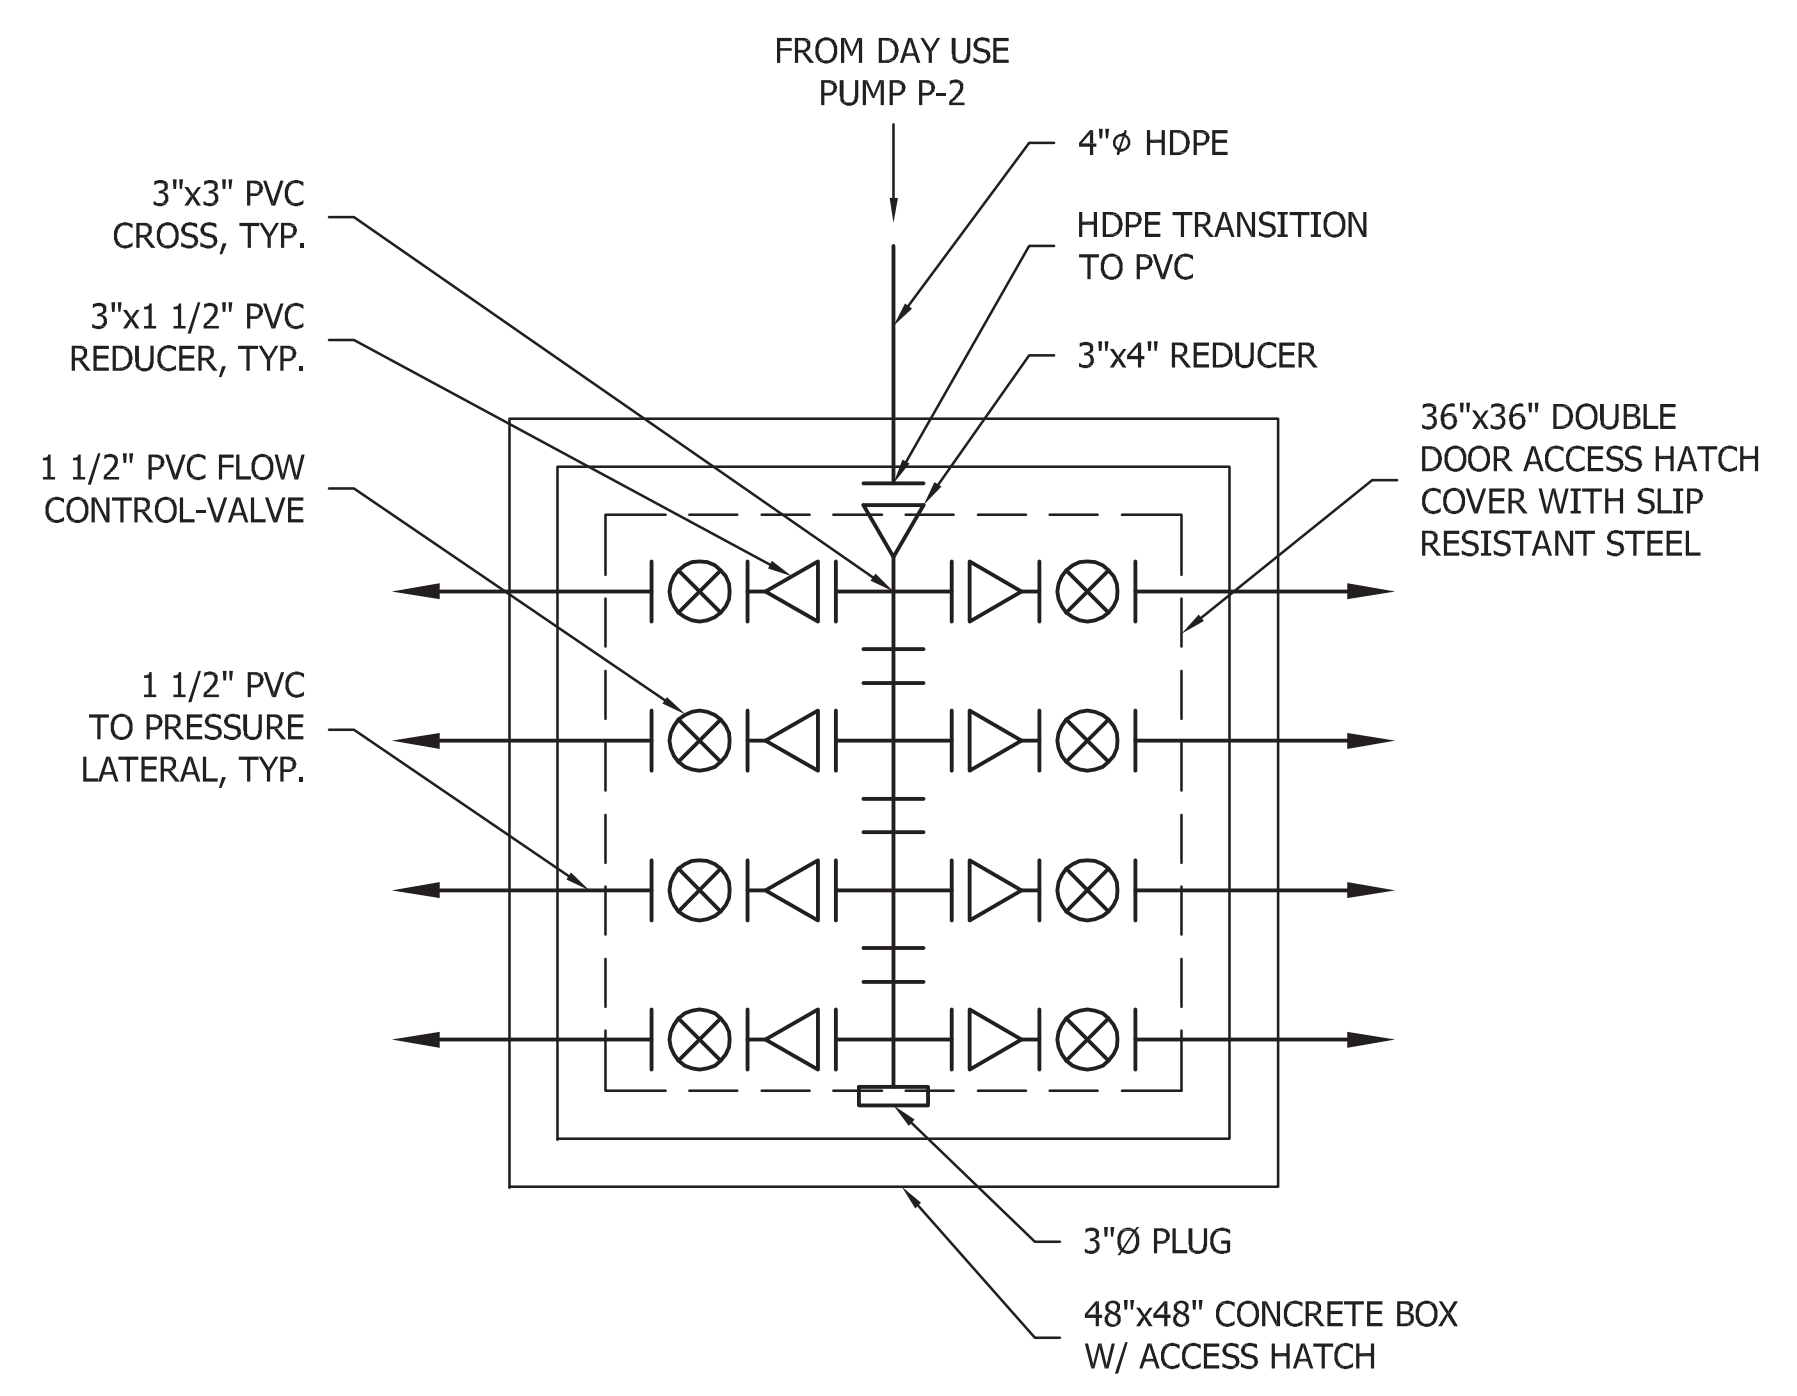 FROM DAY USE
PUMP P-2
4"ø HDPE
3"x3" PVC
CROSS, TYP.
HDPE TRANSITION
TO PVC
3"x1 1/2" PVC
REDUCER, TYP.
3"x4" REDUCER
36"x36" DOUBLE
DOOR ACCESS HATCH
COVER WITH SLIP
RESISTANT STEEL
1 1/2" PVC FLOW
CONTROL-VALVE
1 1/2" PVC
TO PRESSURE
LATERAL, TYP.
3"Ø PLUG
48"x48" CONCRETE BOX
W/ ACCESS HATCH